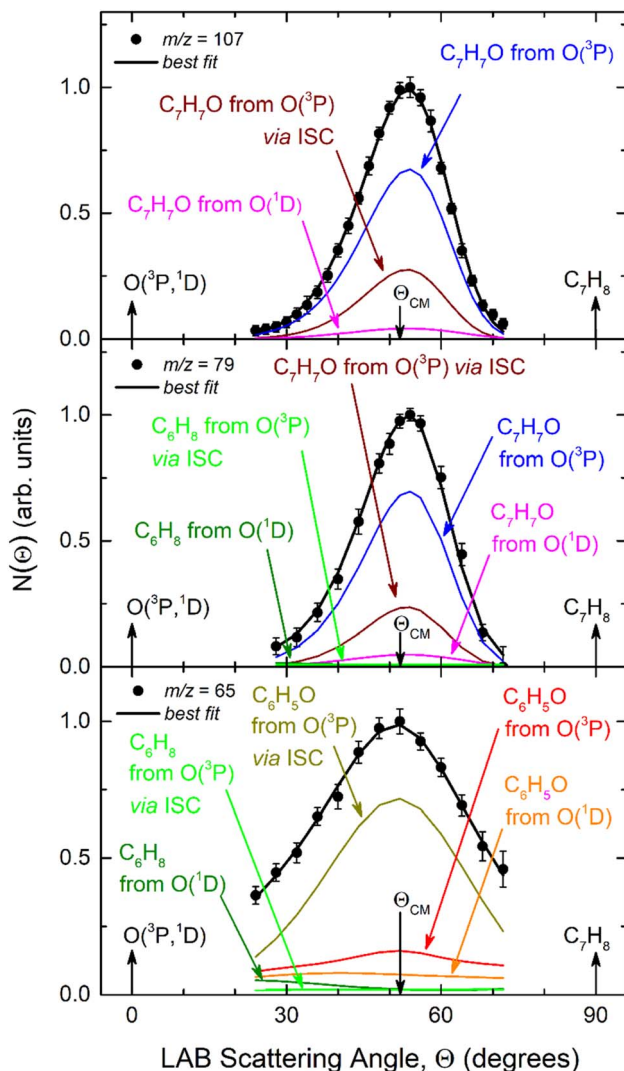 m/z = 107
best fit
C₇H₇O from O(³P)
C₇H₇O from O(³P)
via ISC
C₇H₇O from O(¹D)
O(³P,¹D)
Θ_CM
C₇H₈
1.0
0.5
0.0
m/z = 79
best fit
C₇H₇O from O(³P) via ISC
C₆H₈ from O(³P)
via ISC
C₇H₇O
from O(³P)
C₆H₈ from O(¹D)
C₇H₇O
from O(¹D)
O(³P,¹D)
Θ_CM
C₇H₈
1.0
0.5
0.0
N(Θ) (arb. units)
m/z = 65
best fit
C₆H₅O
from O(³P)
via ISC
C₆H₅O
from O(³P)
C₆H₈
from O(³P)
via ISC
C₆H₅O
from O(¹D)
C₆H₈
from O(¹D)
O(³P,¹D)
Θ_CM
C₇H₈
1.0
0.5
0.0
0 30 60 90
LAB Scattering Angle, Θ (degrees)